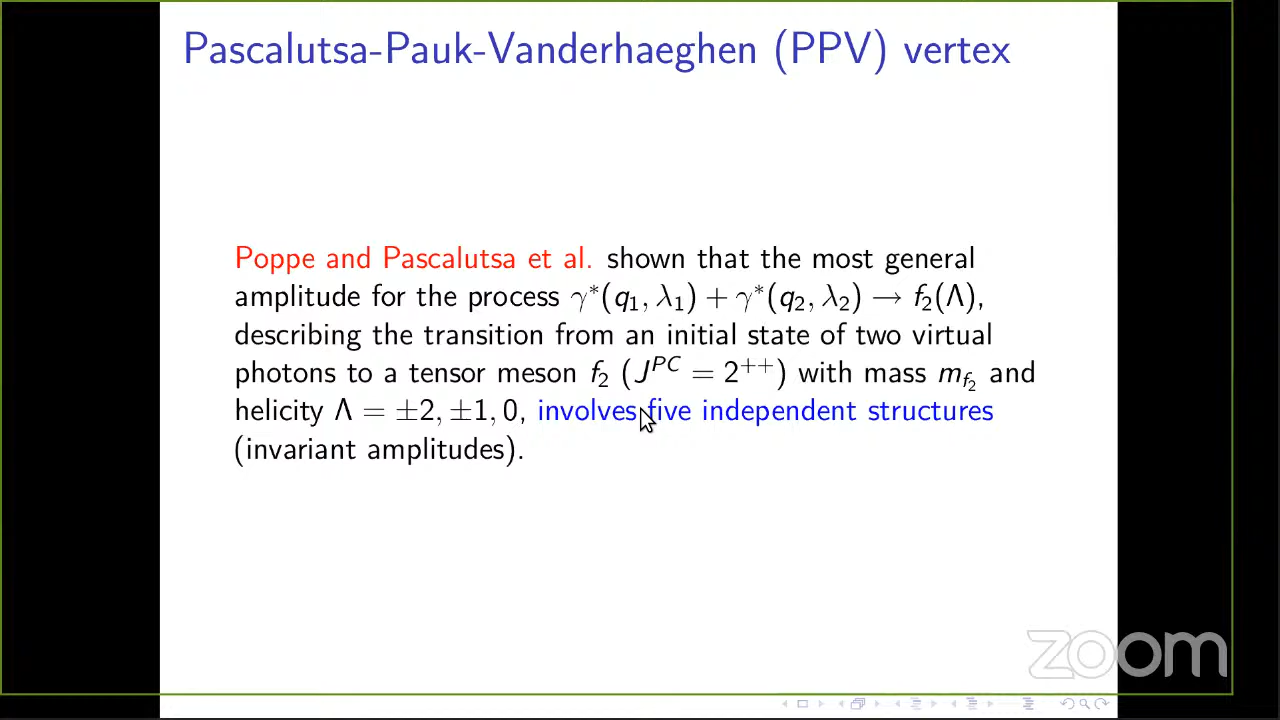 Pascalutsa-Pauk-Vanderhaeghen (PPV) vertex
Poppe and Pascalutsa et al. shown that the most general
amplitude for the process γ*(q₁, λ₁) + γ*(q₂, λ₂) → f₂(Λ),
describing the transition from an initial state of two virtual
photons to a tensor meson f₂ (J^{PC} = 2⁺⁺) with mass m_{f₂} and
helicity Λ = ±2, ±1, 0, involves five independent structures
(invariant amplitudes).
zoom